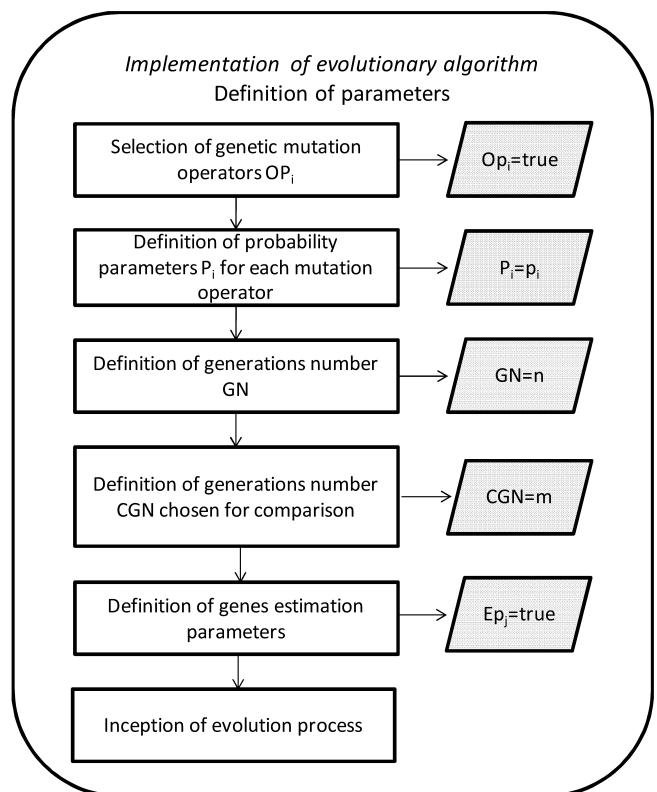 Implementation of evolutionary algorithm
Definition of parameters
Selection of genetic mutation
operators OPi
Opi=true
Definition of probability
parameters Pi for each mutation
operator
Pi=pi
Definition of generations number
GN
GN=n
Definition of generations number
CGN chosen for comparison
CGN=m
Definition of genes estimation
parameters
Epj=true
Inception of evolution process